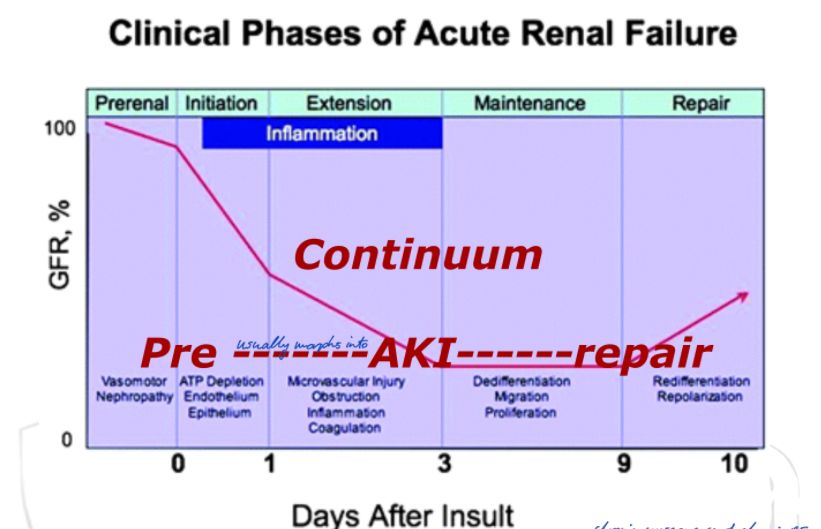 Clinical Phases of Acute Renal Failure
Prerenal Initiation Extension Maintenance Repair
100
Inflammation
GFR, %
Continuum
usually morphs into
Pre -------AKI------repair
Vasomotor Nephropathy
ATP Depletion Endothelium Epithelium
Microvascular Injury Obstruction Inflammation Coagulation
Dedifferentiation Migration Proliferation
Redifferentiation Repolarization
0
0 1 3 9 10
Days After Insult